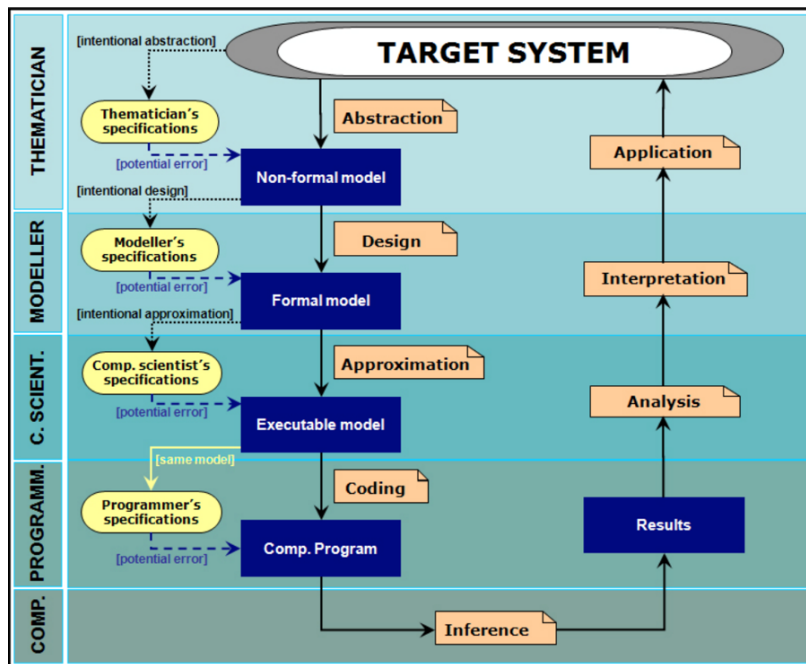 TARGET SYSTEM
[intentional abstraction]
THEMATICIAN
Thematician's
specifications
Abstraction
[potential error]
Non-formal model
Application
[intentional design]
MODELLER
Modeller's
specifications
Design
[potential error]
Formal model
Interpretation
[intentional approximation]
C. SCIENT.
Comp. scientist's
specifications
Approximation
[potential error]
Executable model
Analysis
[same model]
PROGRAMM.
Programmer's
specifications
Coding
[potential error]
Comp. Program
Results
COMP.
Inference